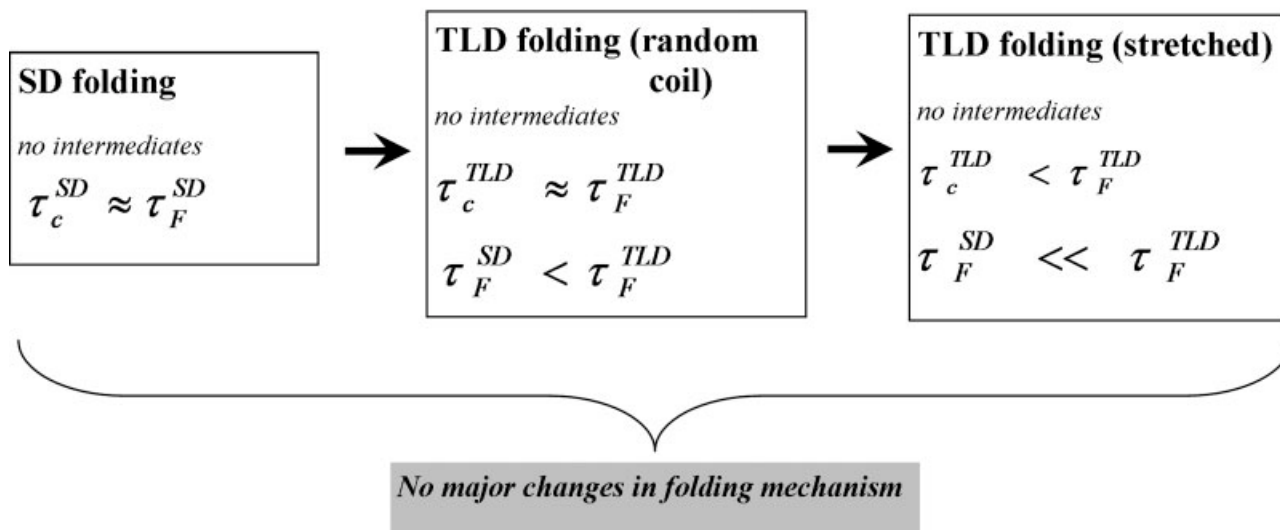 SD folding
no intermediates
τ_c^{SD} ≈ τ_F^{SD}
TLD folding (random
coil)
no intermediates
τ_c^{TLD} ≈ τ_F^{TLD}
τ_F^{SD} < τ_F^{TLD}
TLD folding (stretched)
no intermediates
τ_c^{TLD} < τ_F^{TLD}
τ_F^{SD} << τ_F^{TLD}
No major changes in folding mechanism